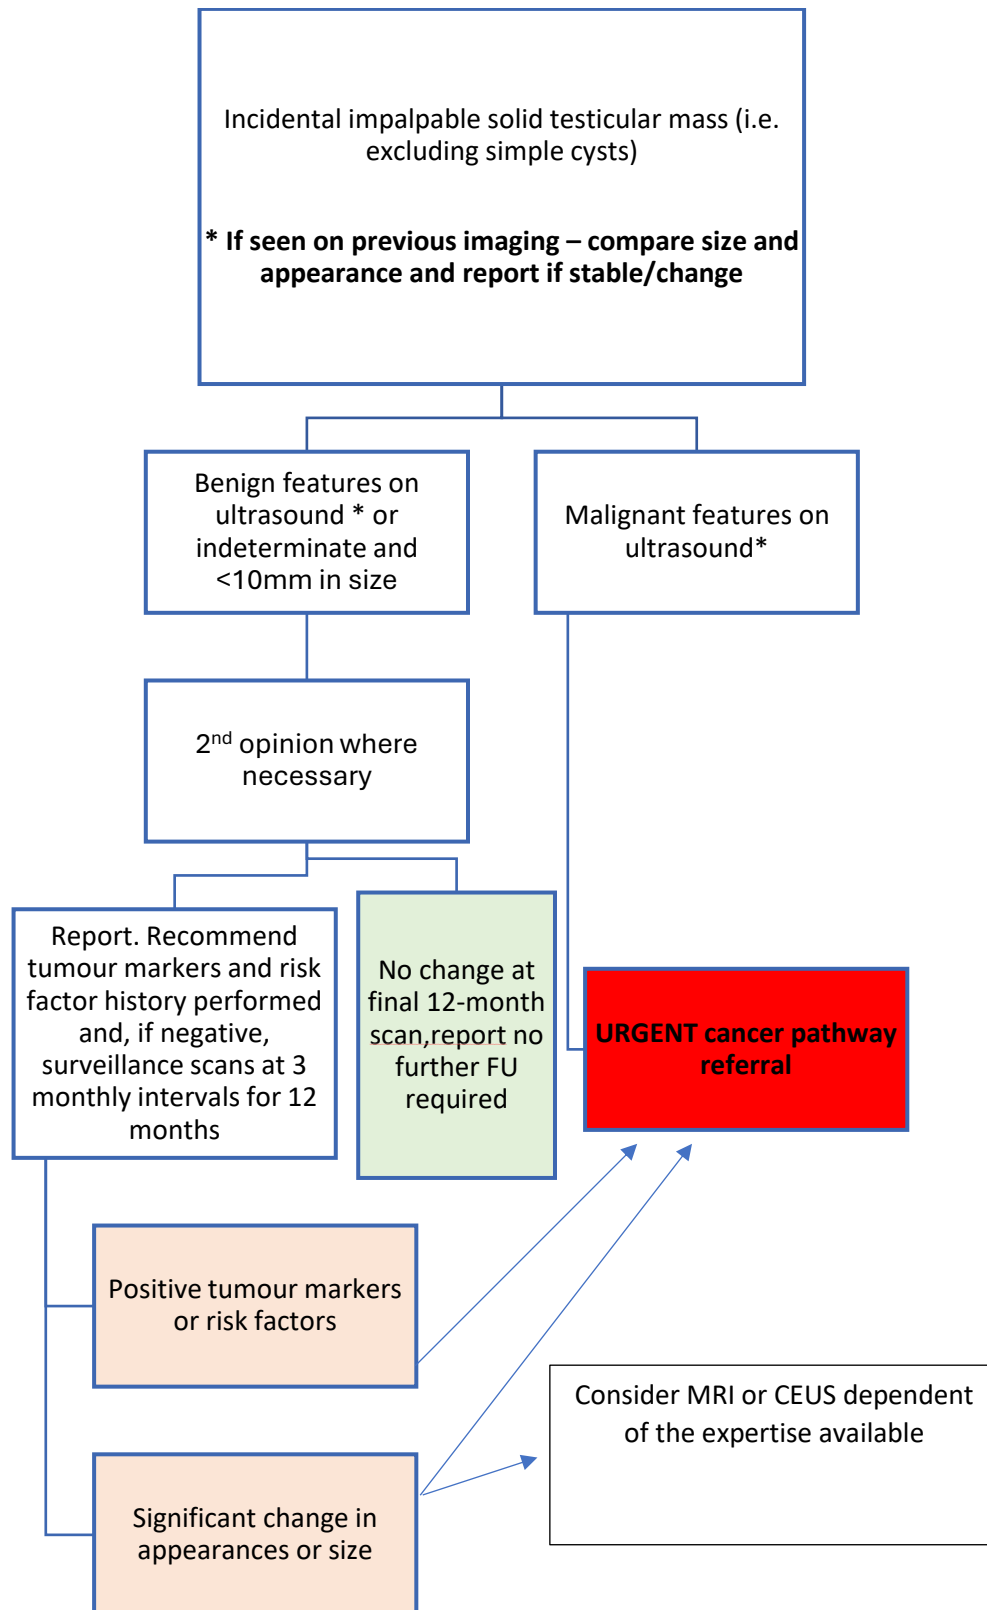 Incidental impalpable solid testicular mass (i.e.
excluding simple cysts)
* If seen on previous imaging – compare size and
appearance and report if stable/change
Benign features on
ultrasound * or
indeterminate and
<10mm in size
Malignant features on
ultrasound*
2nd opinion where
necessary
Report. Recommend
tumour markers and risk
factor history performed
and, if negative,
surveillance scans at 3
monthly intervals for 12
months
No change at
final 12-month
scan,report no
further FU
required
URGENT cancer pathway
referral
Positive tumour markers
or risk factors
Consider MRI or CEUS dependent
of the expertise available
Significant change in
appearances or size